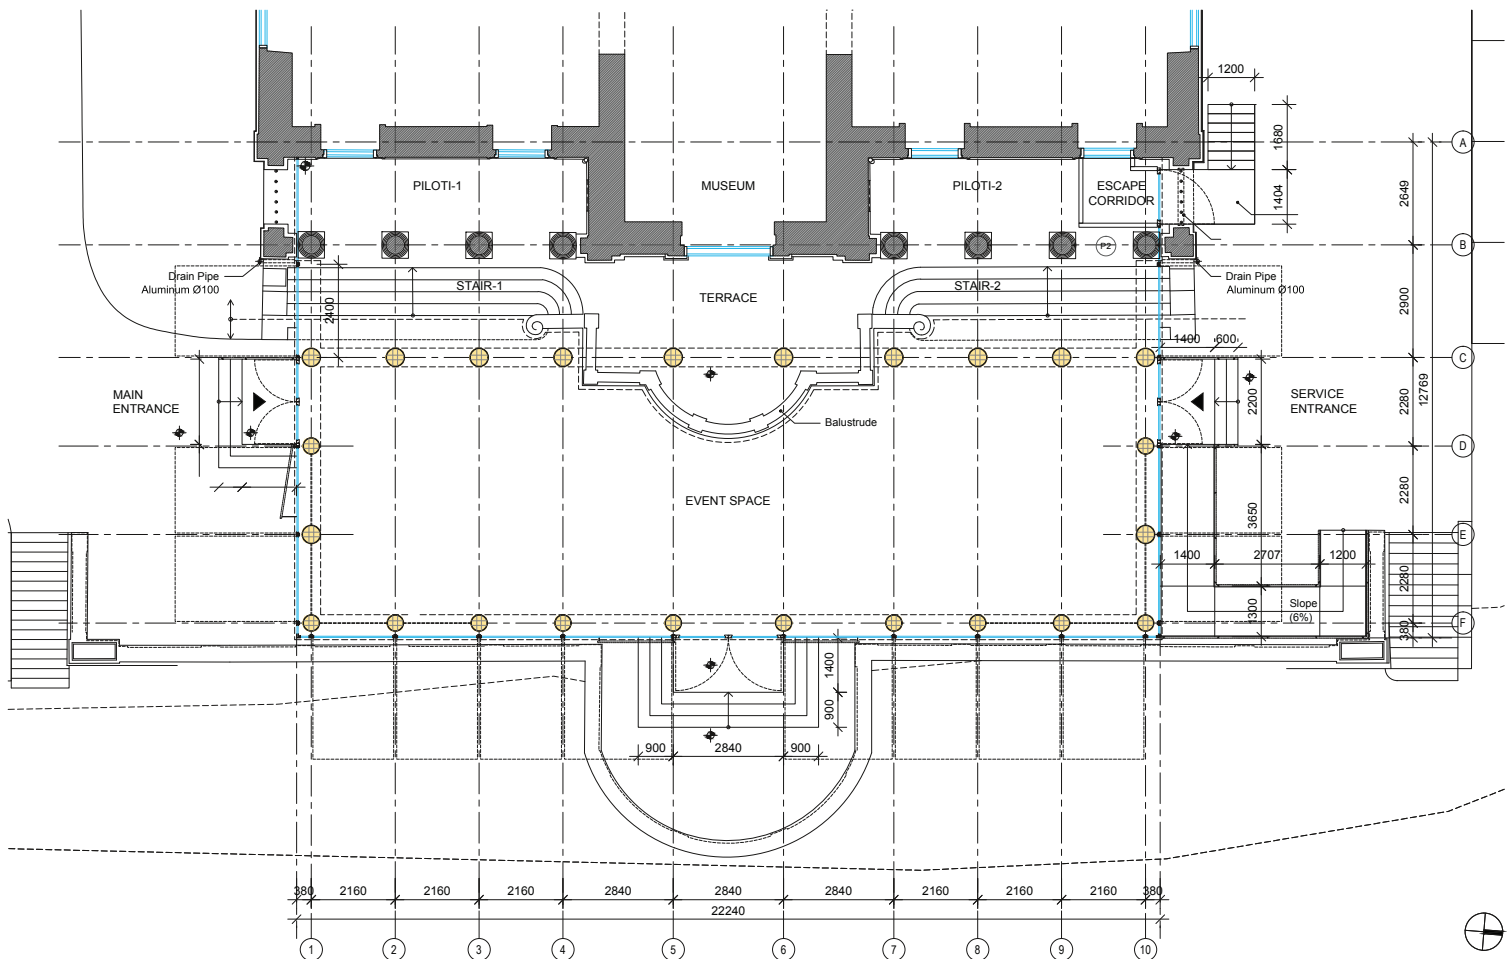 1200
1680
A
PILOTI-1
MUSEUM
PILOTI-2
ESCAPE
CORRIDOR
1404
2649
P2
B
Drain Pipe
Aluminum Ø100
STAIR-1
STAIR-2
Drain Pipe
Aluminum Ø100
2400
TERRACE
2900
1400
600
C
MAIN
ENTRANCE
2200
SERVICE
ENTRANCE
2280
12769
Balustrude
D
EVENT SPACE
2280
3650
E
1400
2707
1200
2280
Slope
(6%)
1300
F
380
1400
900
900
2840
900
380
2160
2160
2160
2840
2840
2840
2160
2160
2160
380
22240
1
2
3
4
5
6
7
8
9
10